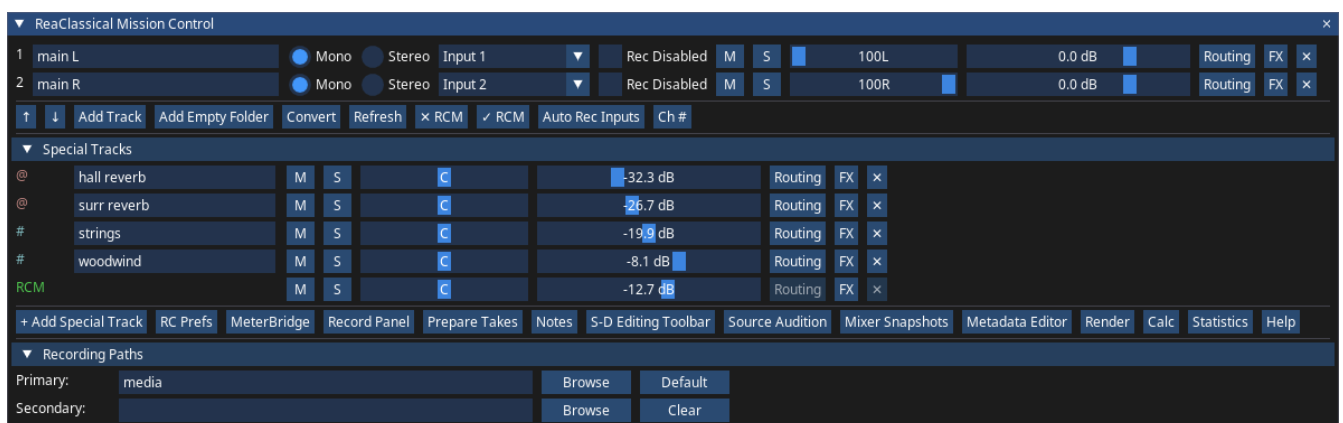 ▼ ReaClassical Mission Control ×
1 main L Mono Stereo Input 1 ▼ Rec Disabled M S 100L 0.0 dB Routing FX ×
2 main R Mono Stereo Input 2 ▼ Rec Disabled M S 100R 0.0 dB Routing FX ×
↑ ↓ Add Track Add Empty Folder Convert Refresh × RCM ✓ RCM Auto Rec Inputs Ch #
▼ Special Tracks
@ hall reverb M S C -32.3 dB Routing FX ×
@ surr reverb M S C -26.7 dB Routing FX ×
# strings M S C -19.9 dB Routing FX ×
# woodwind M S C -8.1 dB Routing FX ×
RCM M S C -12.7 dB Routing FX ×
+ Add Special Track RC Prefs MeterBridge Record Panel Prepare Takes Notes S-D Editing Toolbar Source Audition Mixer Snapshots Metadata Editor Render Calc Statistics Help
▼ Recording Paths
Primary: media Browse Default
Secondary: Browse Clear